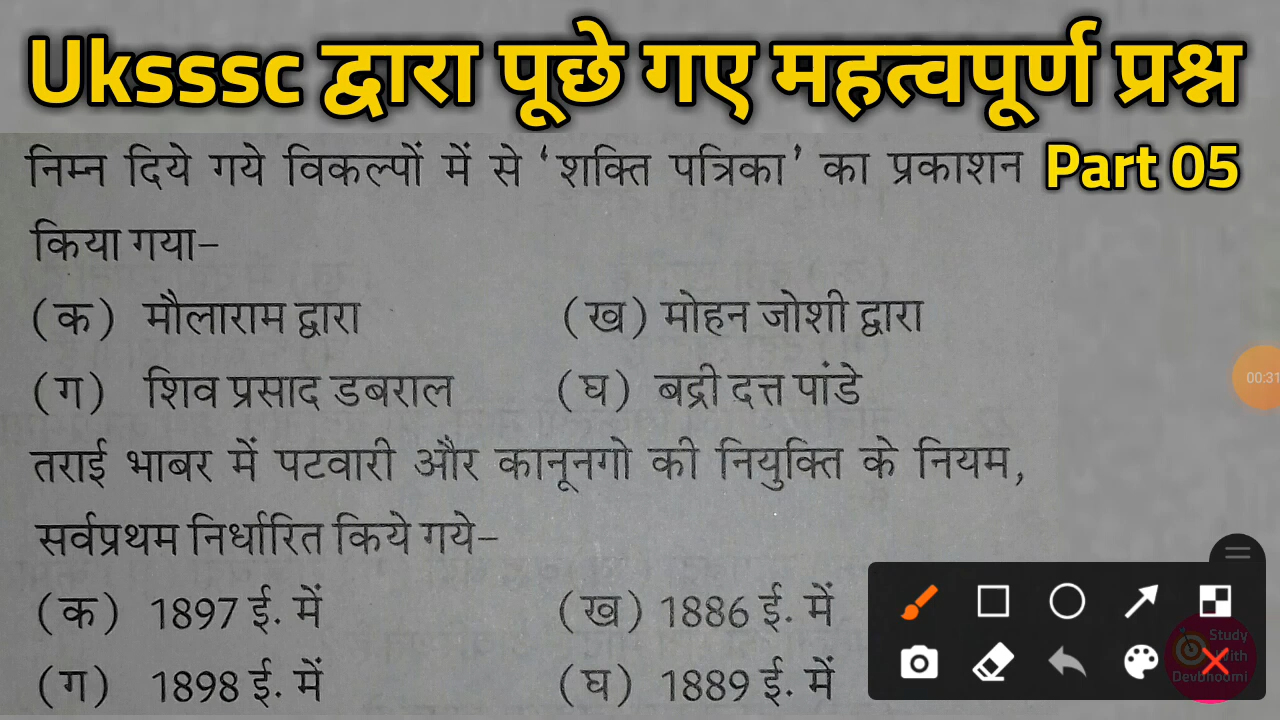 Uksssc द्वारा पूछे गए महत्वपूर्ण प्रश्न
निम्न दिये गये विकल्पों में से ‘शक्ति पत्रिका’ का प्रकाशन
Part 05
किया गया–
(क) मौलाराम द्वारा (ख) मोहन जोशी द्वारा
(ग) शिव प्रसाद डबराल (घ) बद्री दत्त पांडे
तराई भाबर में पटवारी और कानूनगो की नियुक्ति के नियम,
सर्वप्रथम निर्धारित किये गये–
(क) 1897 ई. में (ख) 1886 ई. में
(ग) 1898 ई. में (घ) 1889 ई. में
00:31
Study
With
Devbhoomi